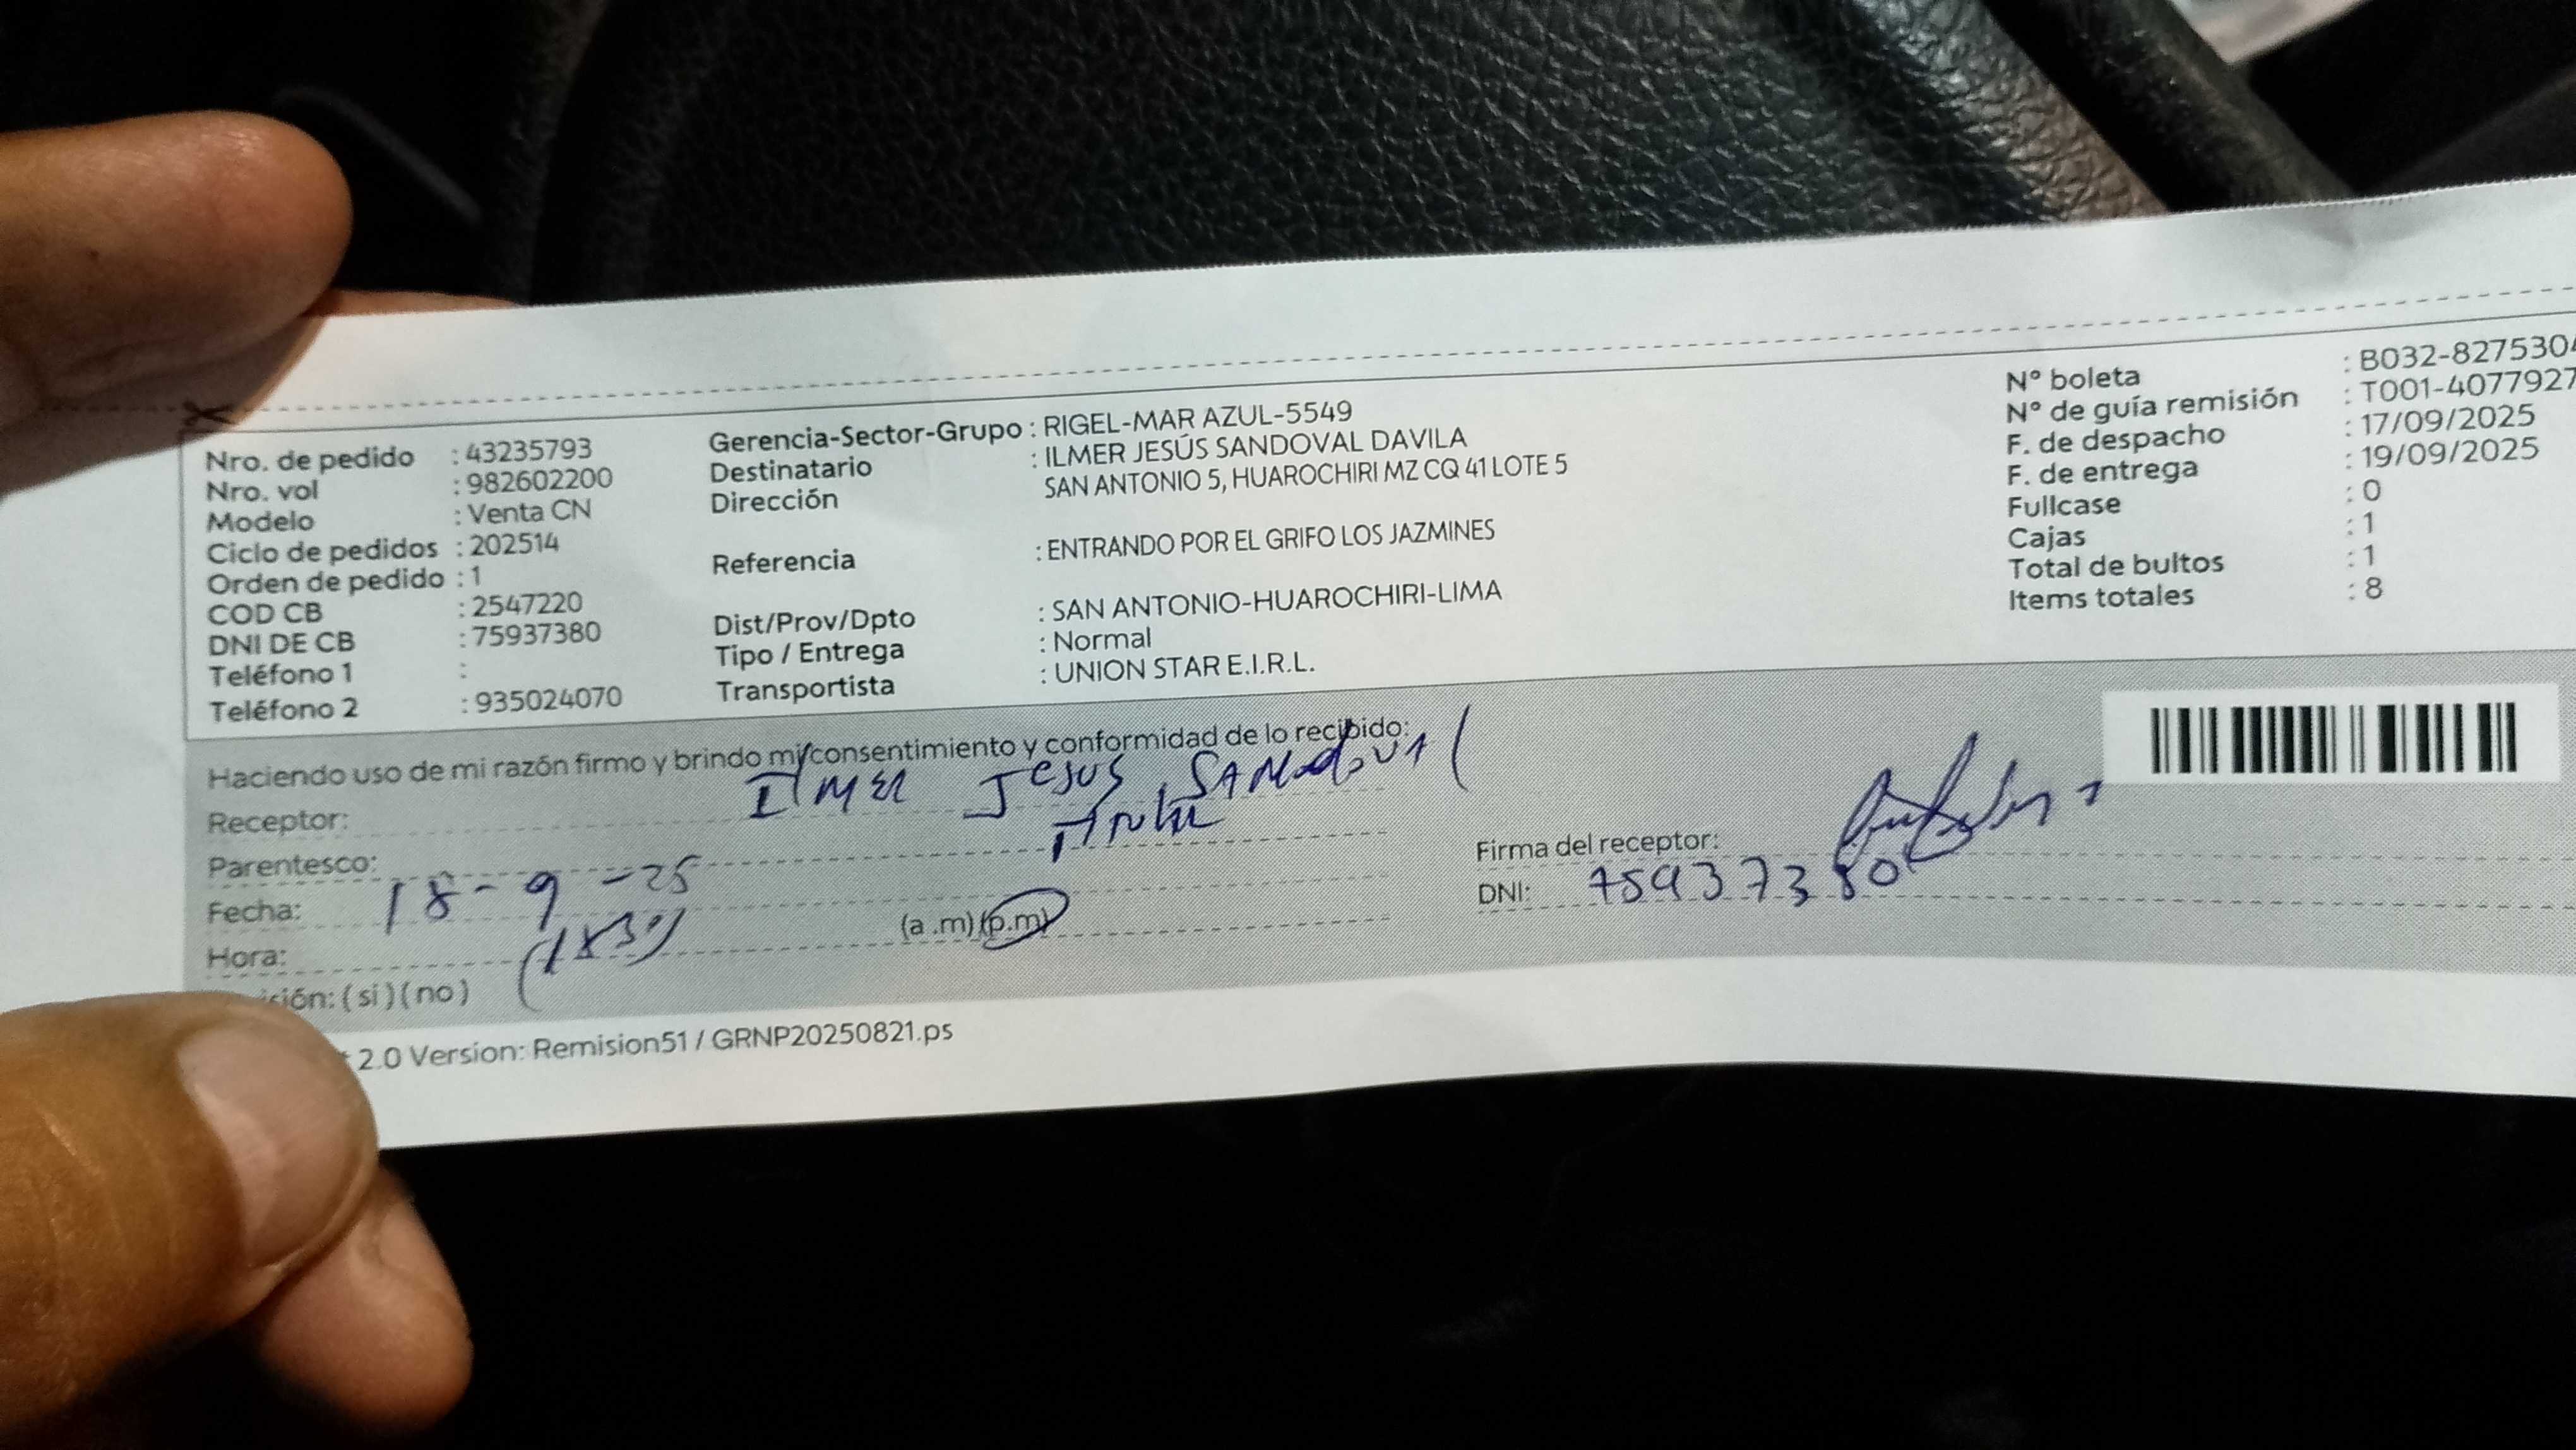 Nro. de pedido : 43235793
Nro. vol : 982602200
Modelo : Venta CN
Ciclo de pedidos : 202514
Orden de pedido : 1
COD CB : 2547220
DNI DE CB : 75937380
Teléfono 1 :
Teléfono 2 : 935024070
Gerencia-Sector-Grupo : RIGEL-MAR AZUL-5549
Destinatario : ILMER JESÚS SANDOVAL DAVILA
Dirección SAN ANTONIO 5, HUAROCHIRI MZ CQ 41 LOTE 5
Referencia : ENTRANDO POR EL GRIFO LOS JAZMINES
Dist/Prov/Dpto : SAN ANTONIO-HUAROCHIRI-LIMA
Tipo / Entrega : Normal
Transportista : UNION STAR E.I.R.L.
N° boleta : B032-8275304
N° de guía remisión : T001-4077927
F. de despacho : 17/09/2025
F. de entrega : 19/09/2025
Fullcase : 0
Cajas : 1
Total de bultos : 1
Items totales : 8
Haciendo uso de mi razón firmo y brindo mi consentimiento y conformidad de lo recibido:
Receptor: Ilmer Jesus Sandoval
Parentesco:
Fecha: 18-9-25
Hora: (a.m) (p.m)
ión: (si) (no)
Firma del receptor:
DNI: 75937380
2.0 Version: Remision51 / GRNP20250821.ps